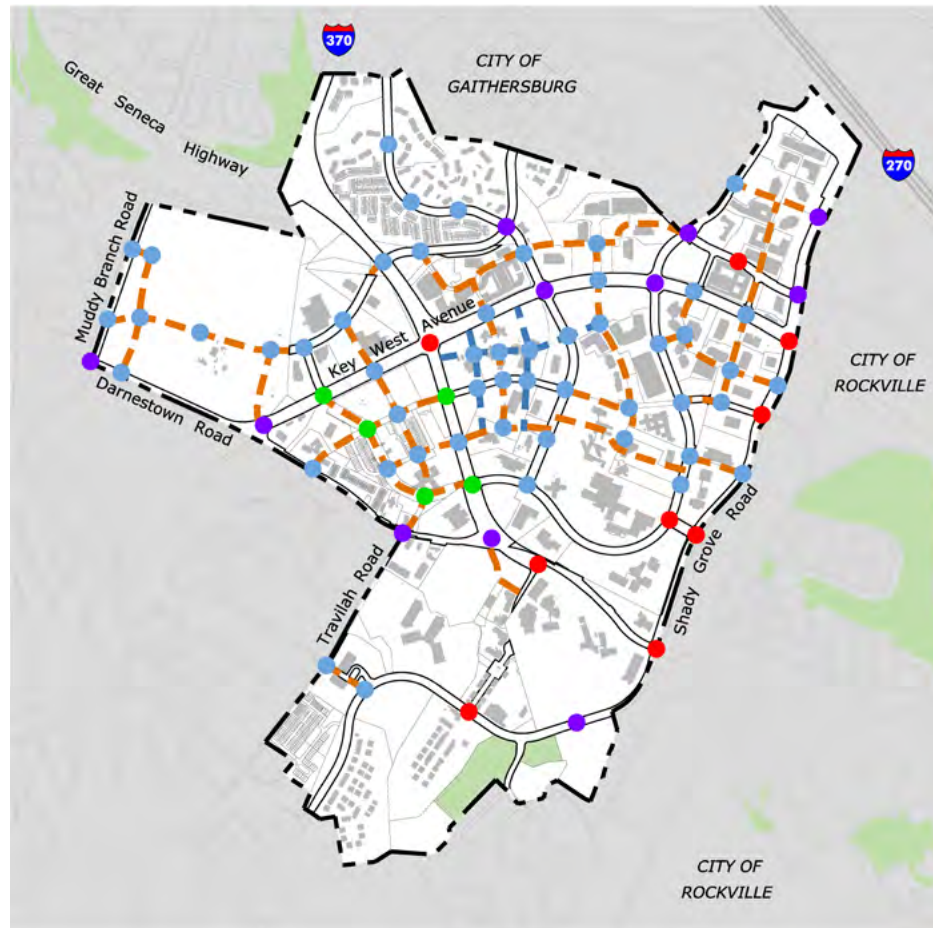 370
CITY OF
GAITHERSBURG
Great Seneca
Highway
270
Muddy Branch Road
Key West Avenue
CITY OF
ROCKVILLE
Darnestown Road
Shady Grove Road
Travilah Road
CITY OF
ROCKVILLE